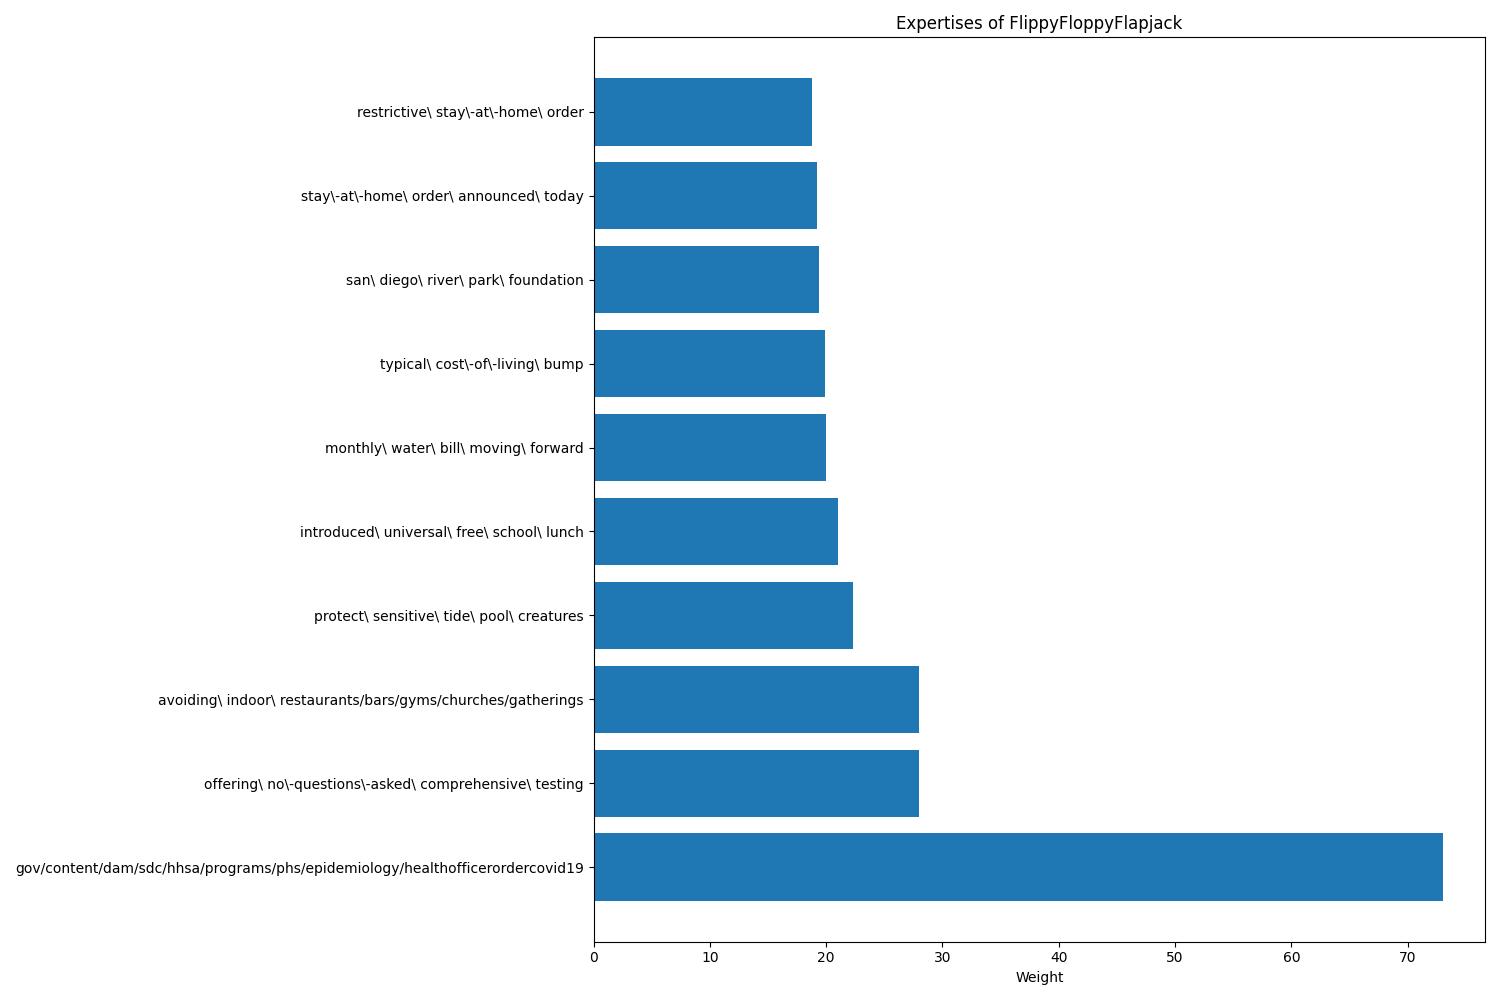 Expertises of FlippyFloppyFlapjack
restrictive\ stay\-at\-home\ order
stay\-at\-home\ order\ announced\ today
san\ diego\ river\ park\ foundation
typical\ cost\-of\-living\ bump
monthly\ water\ bill\ moving\ forward
introduced\ universal\ free\ school\ lunch
protect\ sensitive\ tide\ pool\ creatures
avoiding\ indoor\ restaurants/bars/gyms/churches/gatherings
offering\ no\-questions\-asked\ comprehensive\ testing
gov/content/dam/sdc/hhsa/programs/phs/epidemiology/healthofficerordercovid19
0 10 20 30 40 50 60 70
Weight